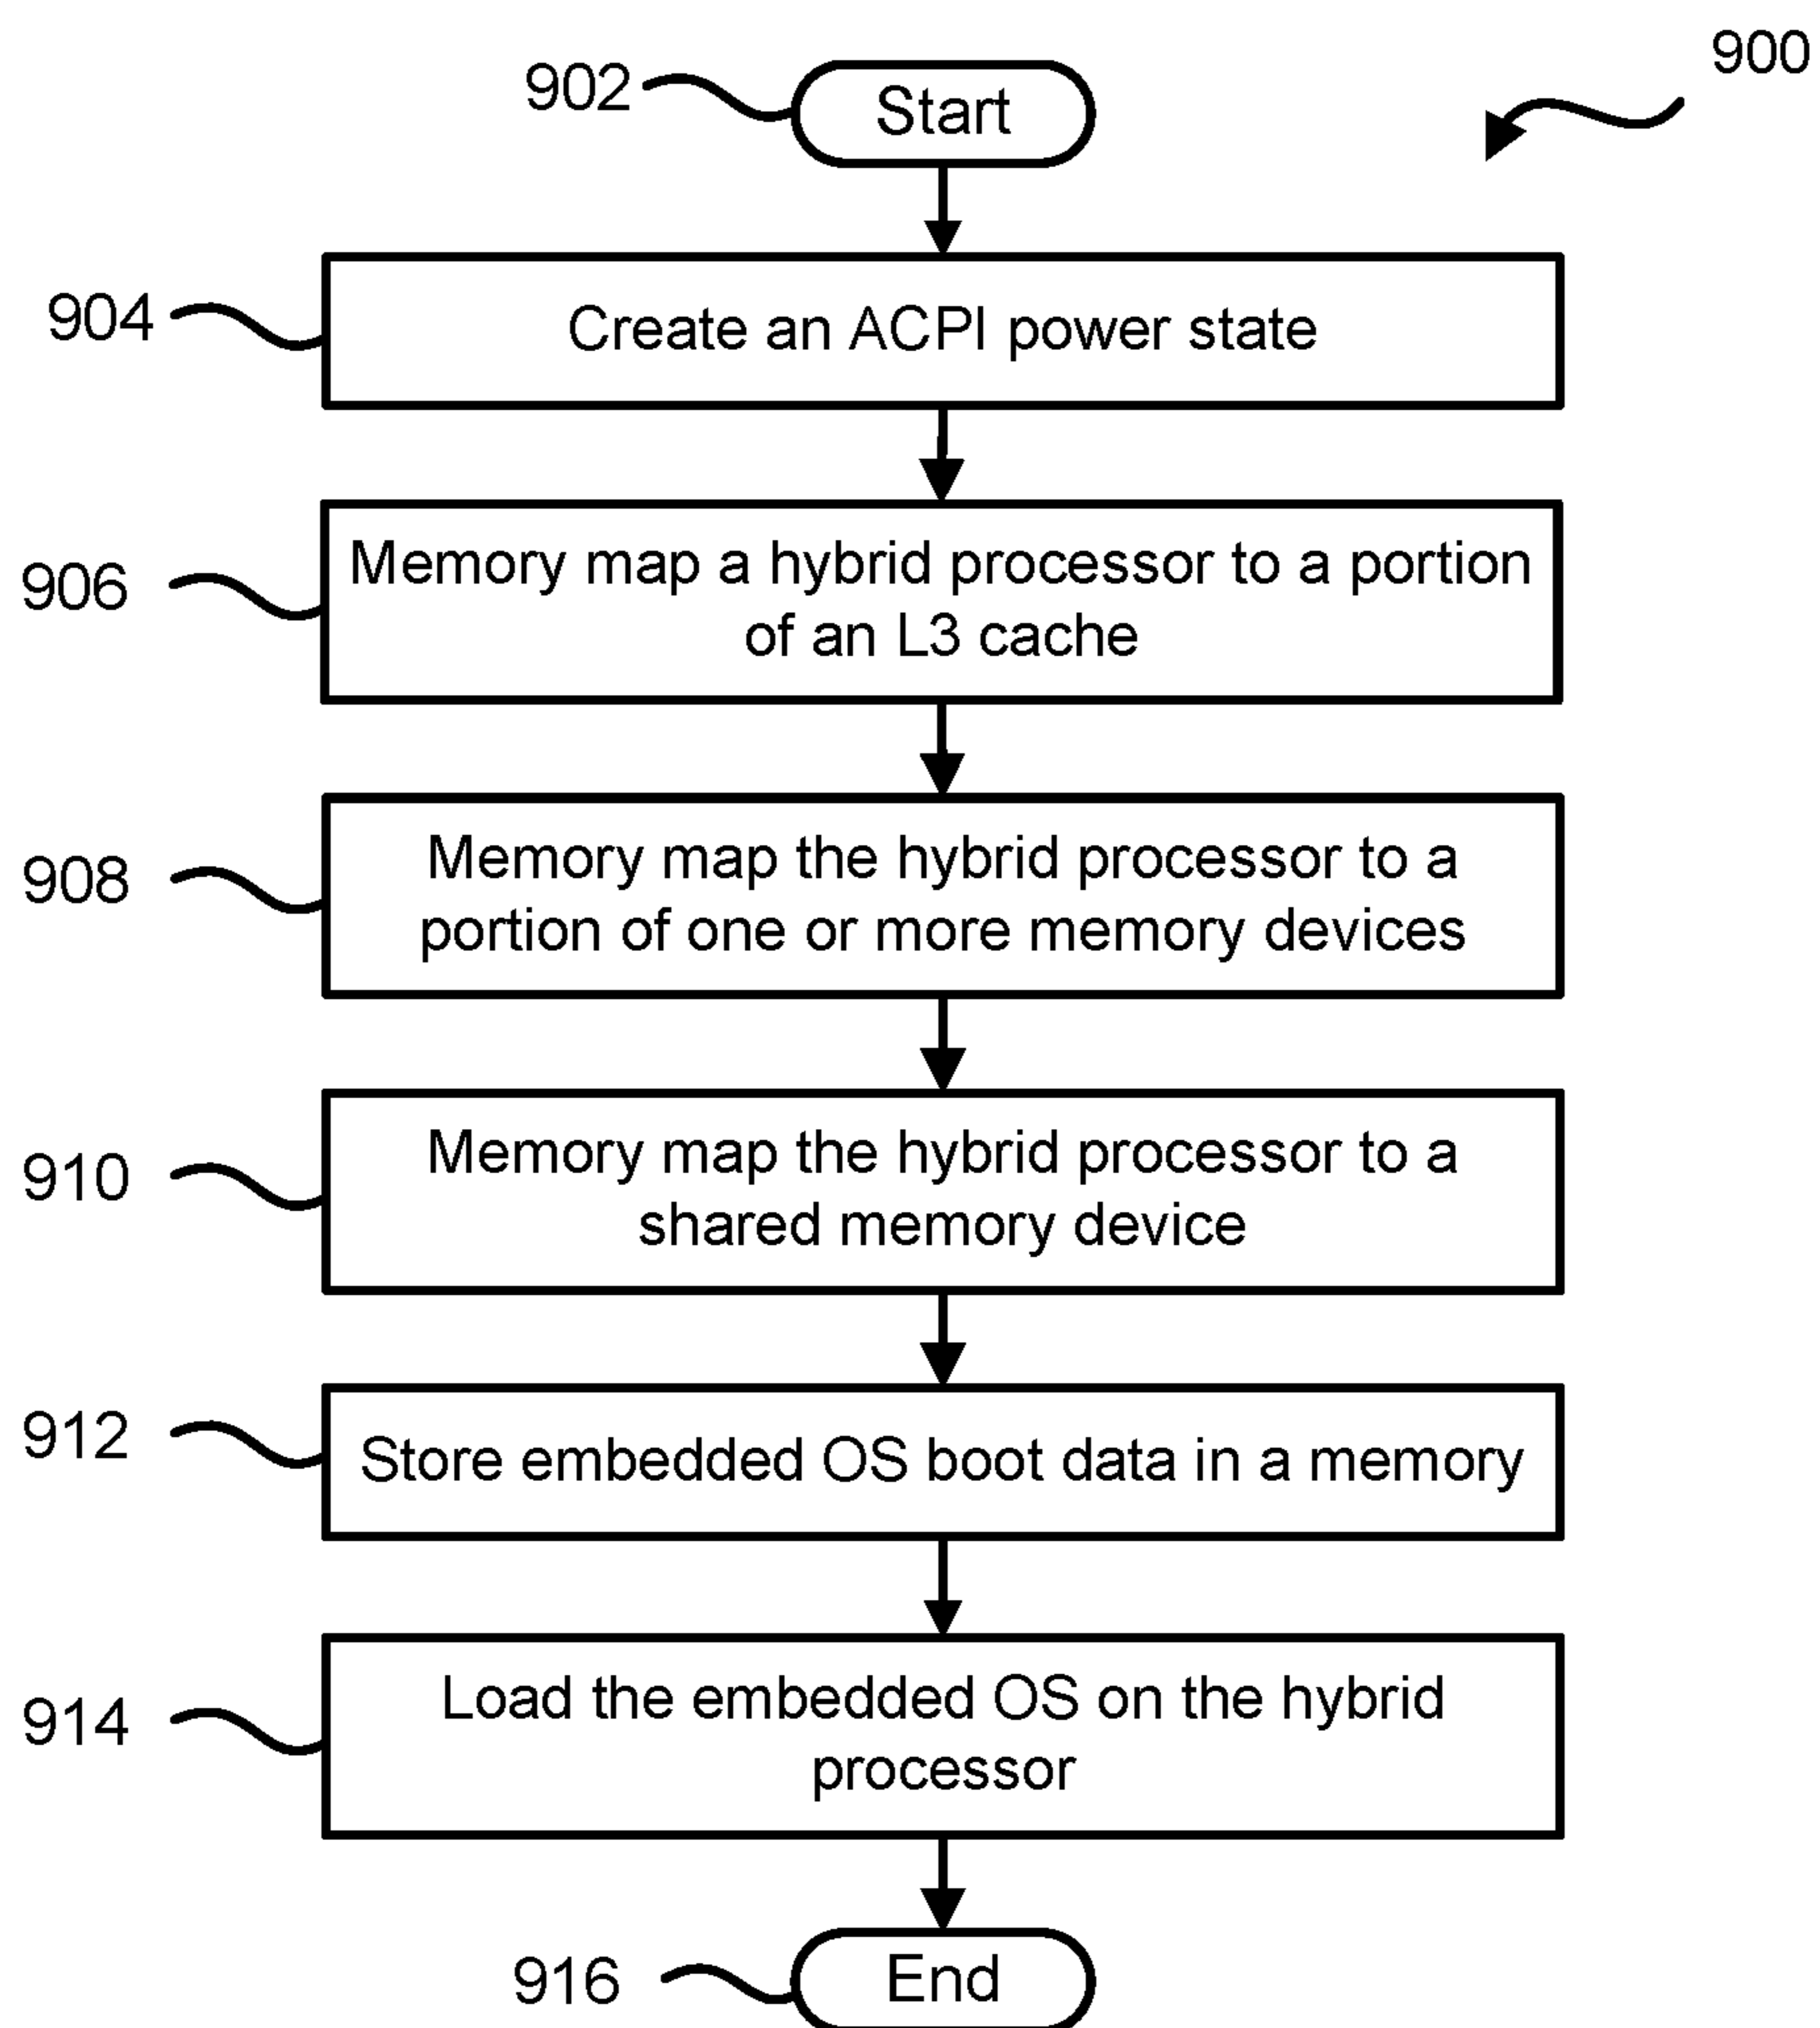 900
902
Start
904
Create an ACPI power state
906
Memory map a hybrid processor to a portion
of an L3 cache
908
Memory map the hybrid processor to a
portion of one or more memory devices
910
Memory map the hybrid processor to a
shared memory device
912
Store embedded OS boot data in a memory
914
Load the embedded OS on the hybrid
processor
916
End